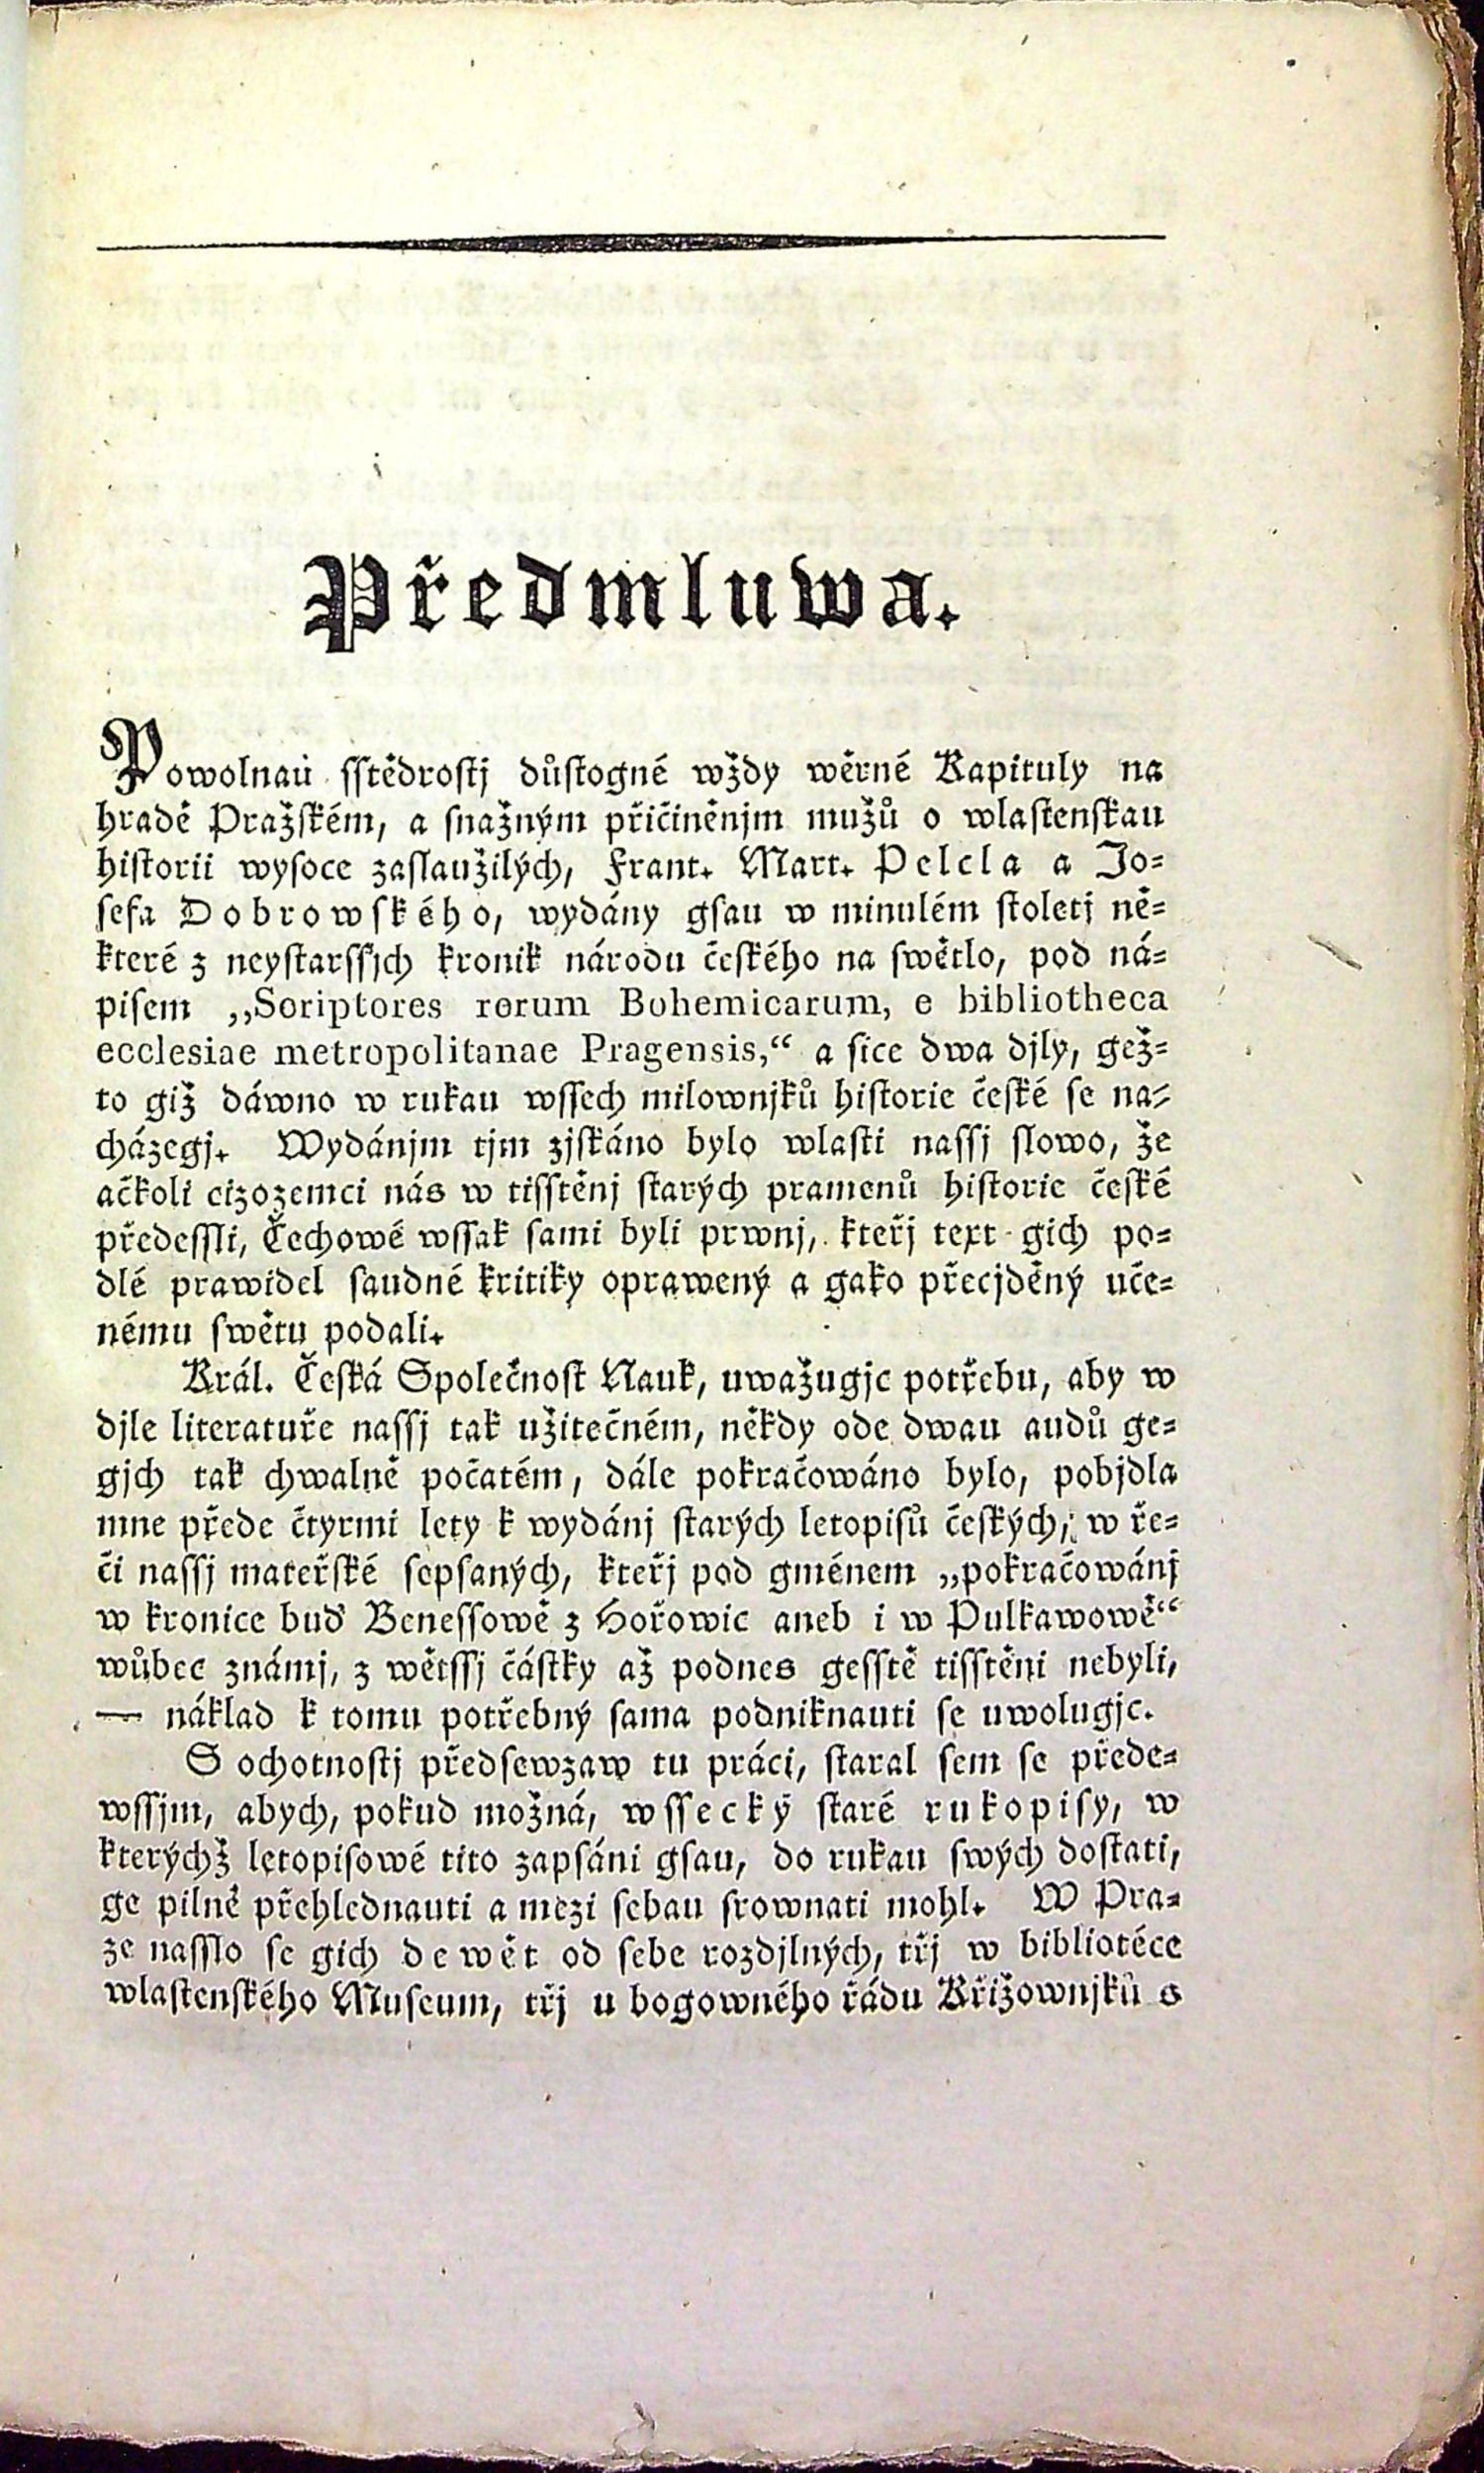 Předmluwa.
Powolnau sstědrostj důstogné wždy wěrné Kapituly na
hradě Pražském, a snažným přičiněnjm mužů o wlastenskau
historii wysoce zaslaužilých, Frant. Mart. Pelcla a Jo=
sefa Dobrowského, wydány gsau w minulém stoletj ně=
které z neystarssjch kronik národu českého na swětlo, pod ná=
pisem „Scriptores rerum Bohemicarum, e bibliotheca
ecclesiae metropolitanae Pragensis,“ a sice dwa djly, gež=
to giž dáwno w rukau wssech milownjků historie české se na=
cházegj. Wydánjm tjm zjskáno bylo wlasti nassj slowo, že
ačkoli cizozemci nás w tisstěnj starých pramenů historie české
předessli, Čechowé wssak sami byli prwnj, kteřj text gich po=
dlé prawidel saudné kritiky oprawený a gako přecjděný uče=
nému swětu podali.
Král. Česká Společnost Nauk, uwažugjc potřebu, aby w
djle literatuře nassj tak užitečném, někdy ode dwau audů ge=
gjch tak chwalně počatém, dále pokračowáno bylo, pobjdla
mne přede čtyrmi lety k wydánj starých letopisů českých, w ře=
či nassj mateřské sepsaných, kteřj pod gménem „pokračowánj
w kronice buď Benessowě z Hořowic aneb i w Pulkawowě“
wůbec známj, z wětssj částky až podnes gesstě tisstěni nebyli,
— náklad k tomu potřebný sama podniknauti se uwolugjc.
S ochotnostj předsewzaw tu práci, staral sem se přede=
wssjm, abych, pokud možná, wssecky staré rukopisy, w
kterýchž letopisowé tito zapsáni gsau, do rukau swých dostati,
ge pilně přehlednauti a mezi sebau srownati mohl. W Pra=
ze nasslo se gich dewět od sebe rozdjlných, třj w bibliotéce
wlastenského Museum, třj u bogowného řádu Křižownjků s